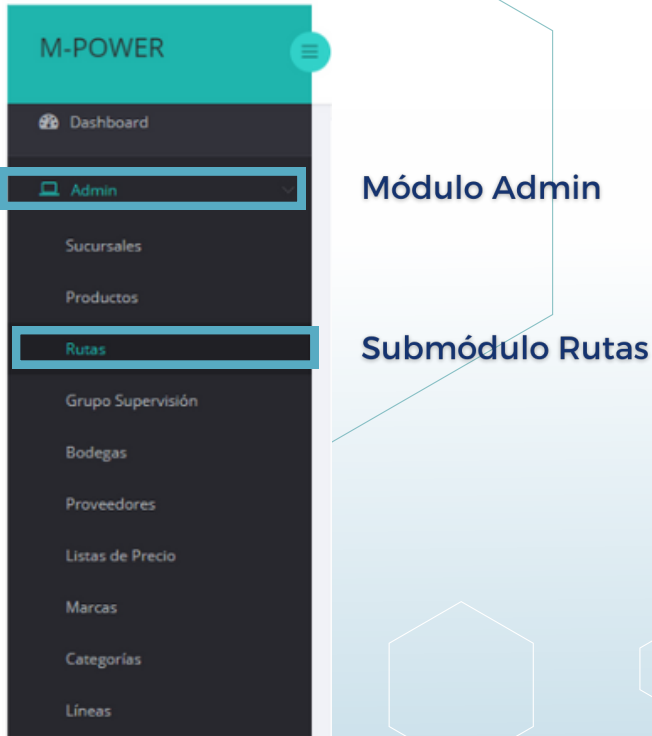 M-POWER
Dashboard
Admin
Módulo Admin
Sucursales
Productos
Rutas
Submódulo Rutas
Grupo Supervisión
Bodegas
Proveedores
Listas de Precio
Marcas
Categorías
Líneas